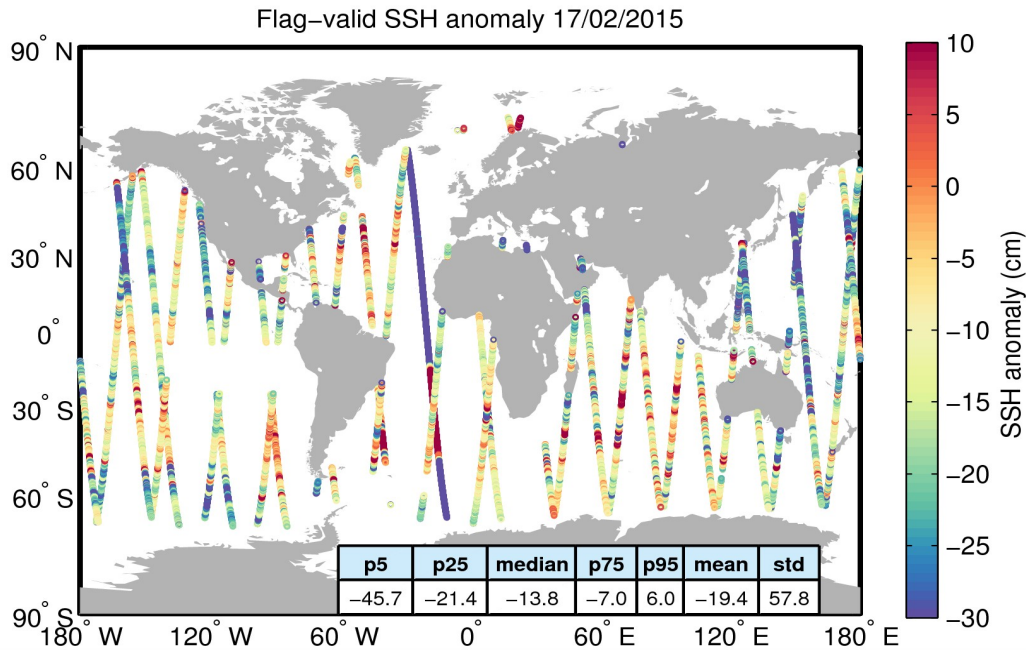 Flag−valid SSH anomaly 17/02/2015
90° N
60° N
30° N
0°
30° S
60° S
90° S
180° W
120° W
60° W
0°
60° E
120° E
180° E
p5 p25 median p75 p95 mean std
−45.7 −21.4 −13.8 −7.0 6.0 −19.4 57.8
10
5
0
−5
−10
−15
−20
−25
−30
SSH anomaly (cm)